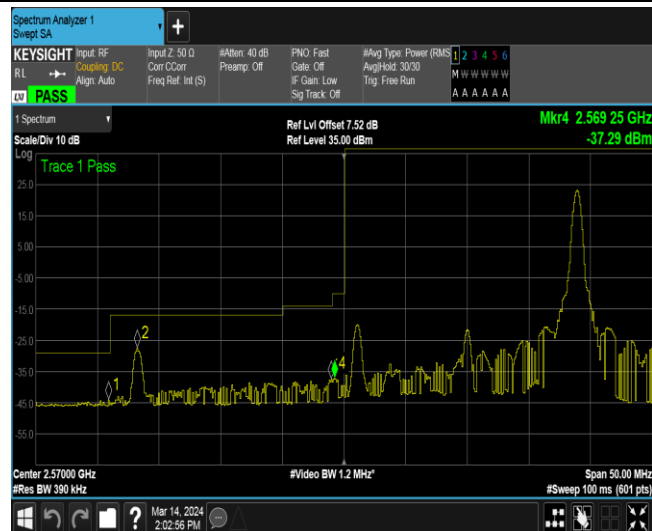 Spectrum Analyzer 1
Swept SA
+
KEYSIGHT
RL
LXI PASS
Input: RF
Coupling: DC
Align: Auto
Input Z: 50 Ω
Corr CCorr
Freq Ref: Int (S)
#Atten: 40 dB
Preamp: Off
PNO: Fast
Gate: Off
IF Gain: Low
Sig Track: Off
#Avg Type: Power (RMS
Avg|Hold: 30/30
Trig: Free Run
1 2 3 4 5 6
M W W W W W
A A A A A A
1 Spectrum
Scale/Div 10 dB
Ref Lvl Offset 7.52 dB
Ref Level 35.00 dBm
Mkr4 2.569 25 GHz
-37.29 dBm
Log
Trace 1 Pass
25.0
15.0
5.00
-5.00
-15.0
-25.0
-35.0
-45.0
-55.0
1
2
4
Center 2.57000 GHz
#Res BW 390 kHz
#Video BW 1.2 MHz*
Span 50.00 MHz
#Sweep 100 ms (601 pts)
?
Mar 14, 2024
2:02:56 PM